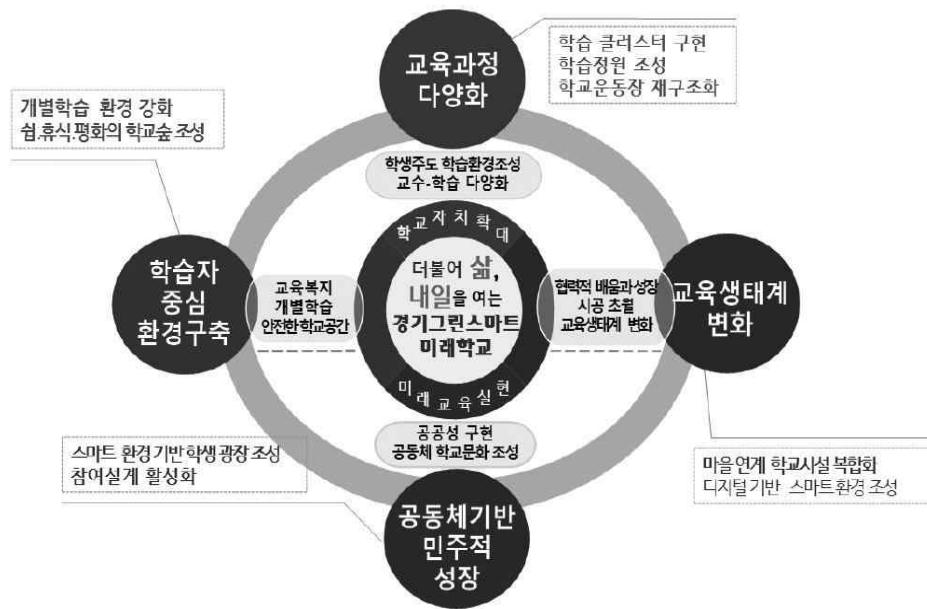 교육과정
다양화
학습 클러스터 구현
학습정원 조성
학교운동장 재구조화
개별학습 환경 강화
쉼.휴식.평화의 학교숲 조성
학생주도 학습환경조성
교수-학습 다양화
학교자치확대
학습자
중심
환경구축
교육복지
개별학습
안전한 학교공간
더불어 삶,
내일을 여는
경기그린스마트
미래학교
협력적 배움과 성장
시공 초월
교육생태계 변화
교육생태계
변화
미래교육실현
공공성 구현
공동체 학교문화 조성
스마트 환경 기반 학생 광장 조성
참여설계 활성화
마을연계 학교시설 복합화
디지털 기반 스마트 환경 조성
공동체기반
민주적
성장